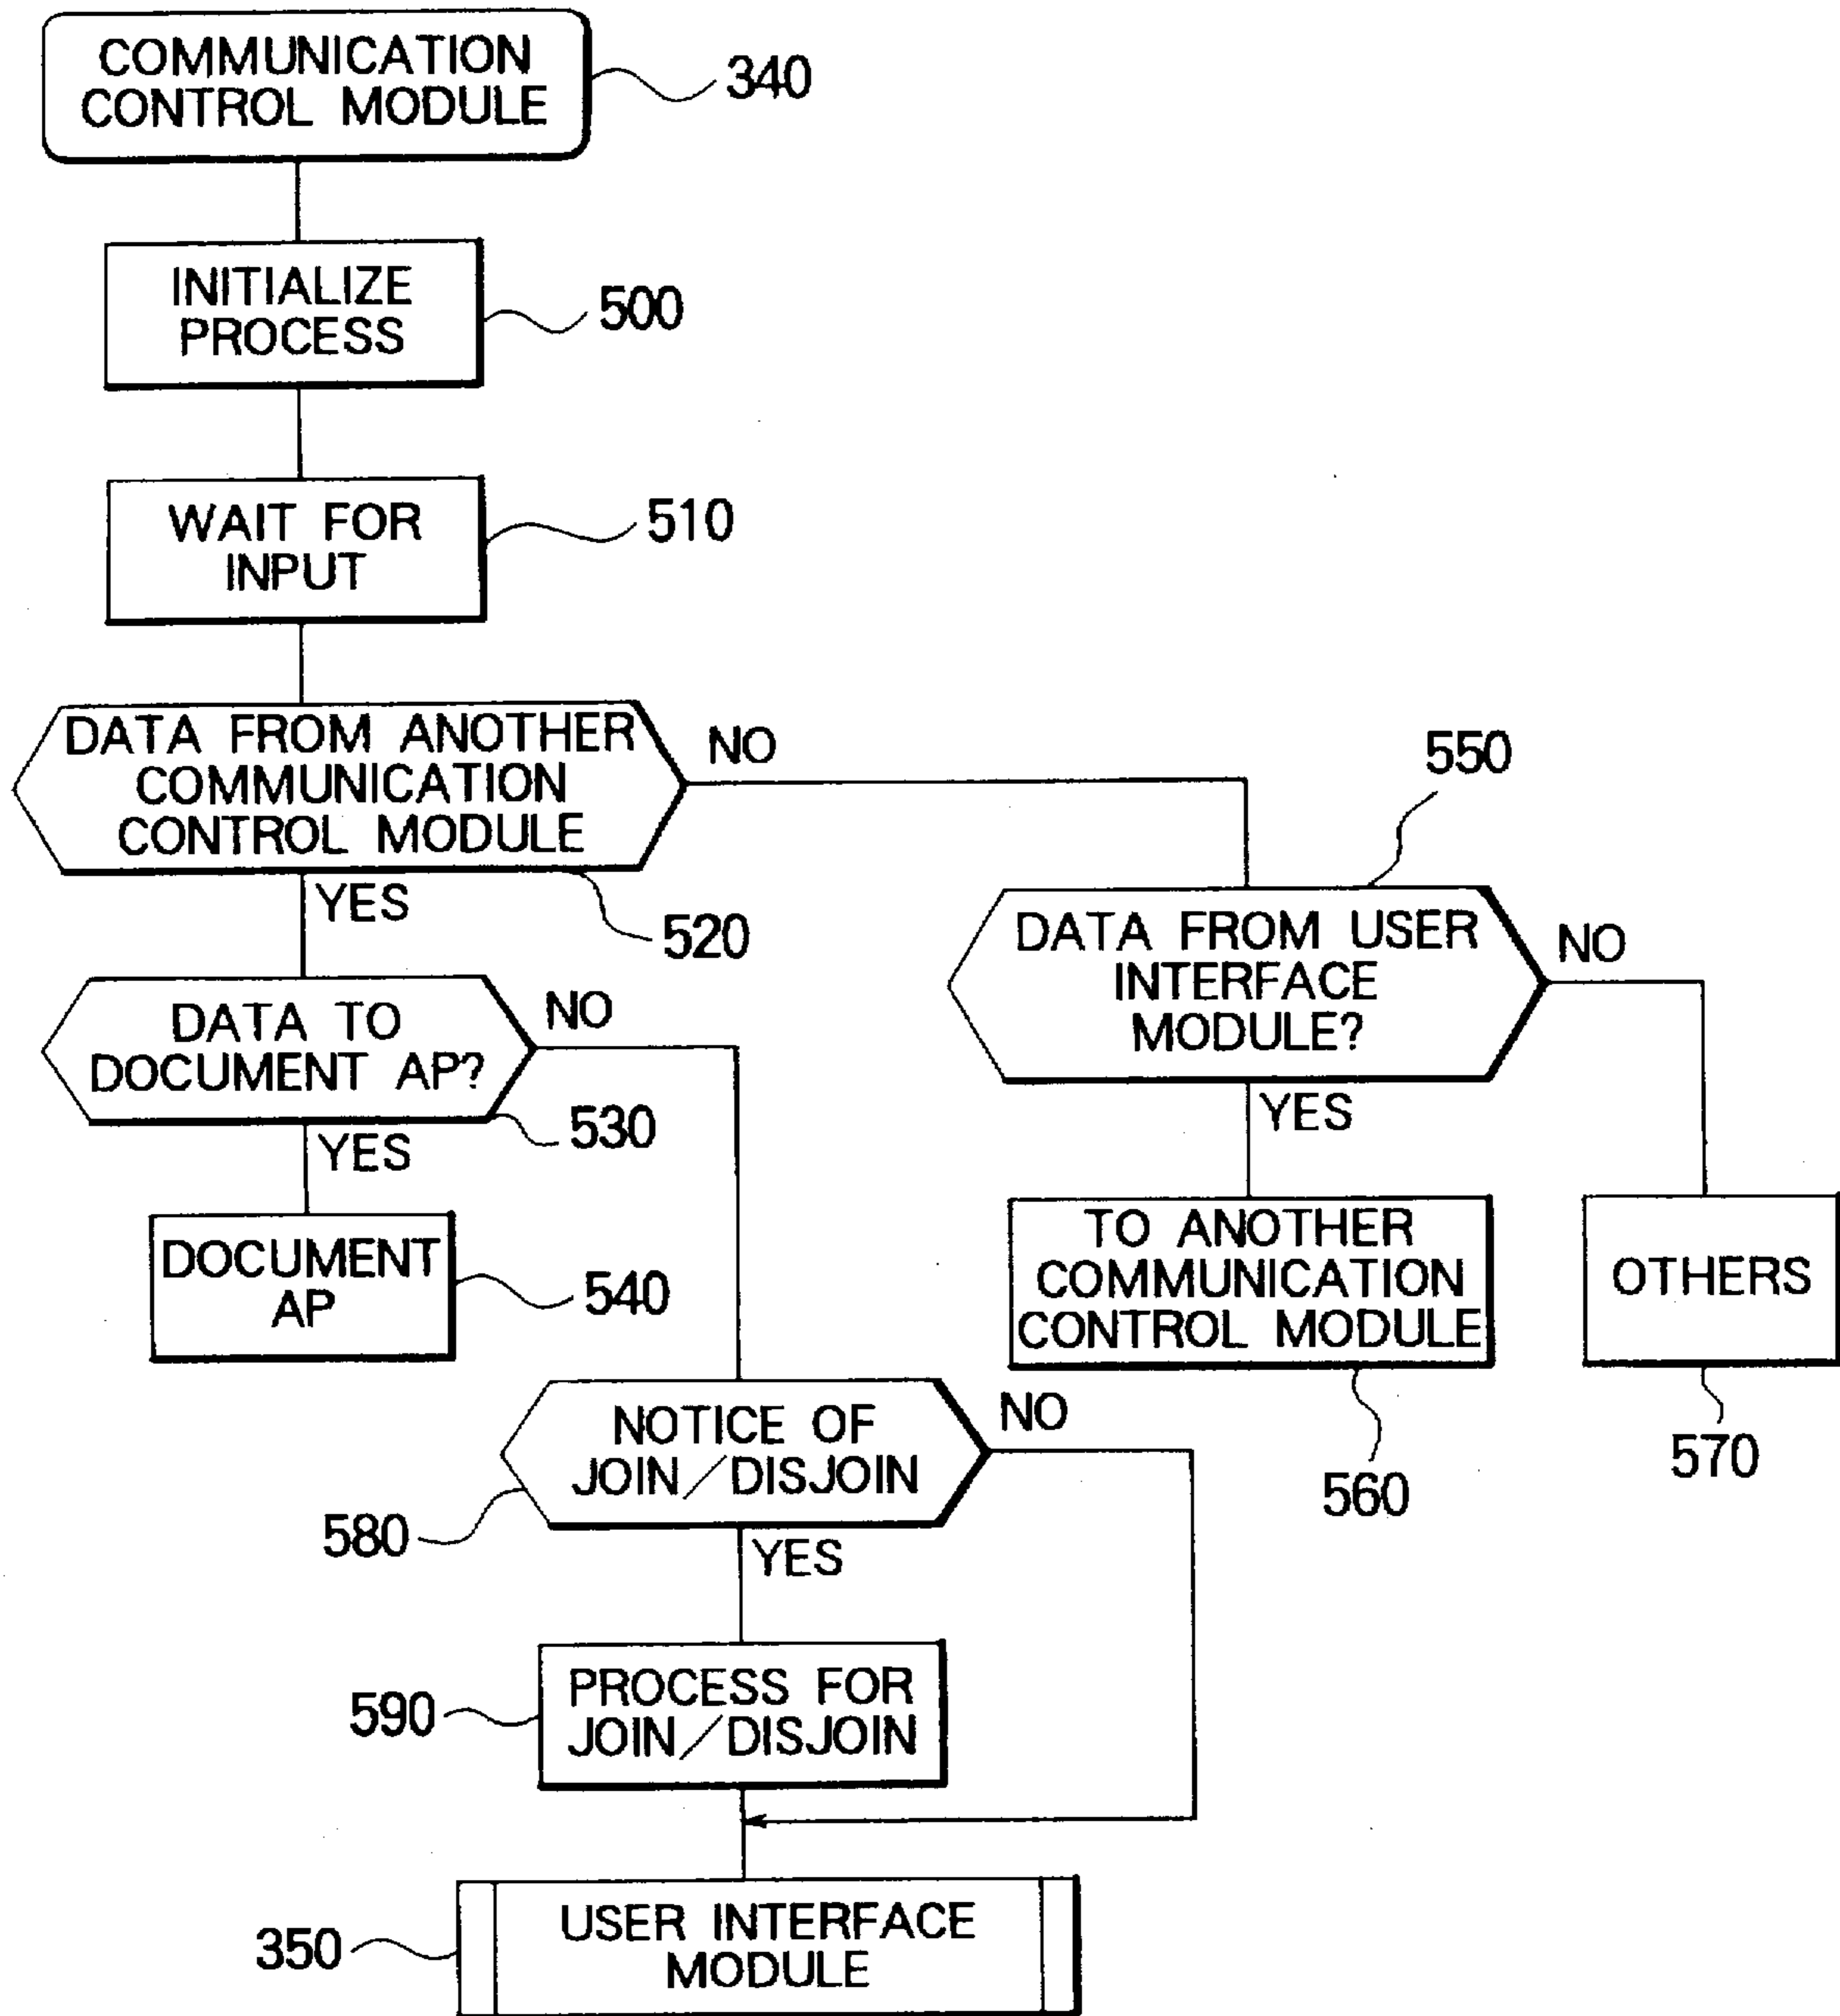 COMMUNICATION
CONTROL MODULE
340
INITIALIZE
PROCESS
500
WAIT FOR
INPUT
510
DATA FROM ANOTHER
COMMUNICATION
CONTROL MODULE
NO
YES
520
550
DATA FROM USER
INTERFACE
MODULE?
NO
YES
DATA TO
DOCUMENT AP?
NO
530
YES
DOCUMENT
AP
540
TO ANOTHER
COMMUNICATION
CONTROL MODULE
560
OTHERS
570
NOTICE OF
JOIN/DISJOIN
NO
580
YES
PROCESS FOR
JOIN/DISJOIN
590
USER INTERFACE
MODULE
350